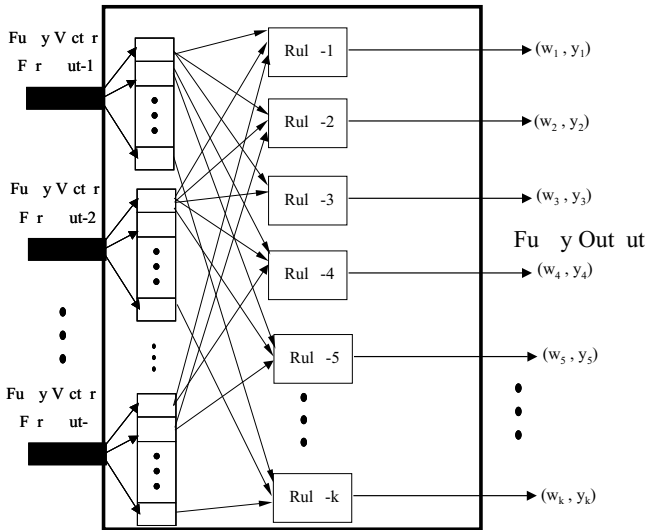 Fu y V ct r
F r ut-1
Rul -1
(w1 , y1)
Rul -2
(w2 , y2)
Fu y V ct r
F r ut-2
Rul -3
(w3 , y3)
Fu y Out ut
Rul -4
(w4 , y4)
Rul -5
(w5 , y5)
Fu y V ct r
F r ut-
Rul -k
(wk , yk)